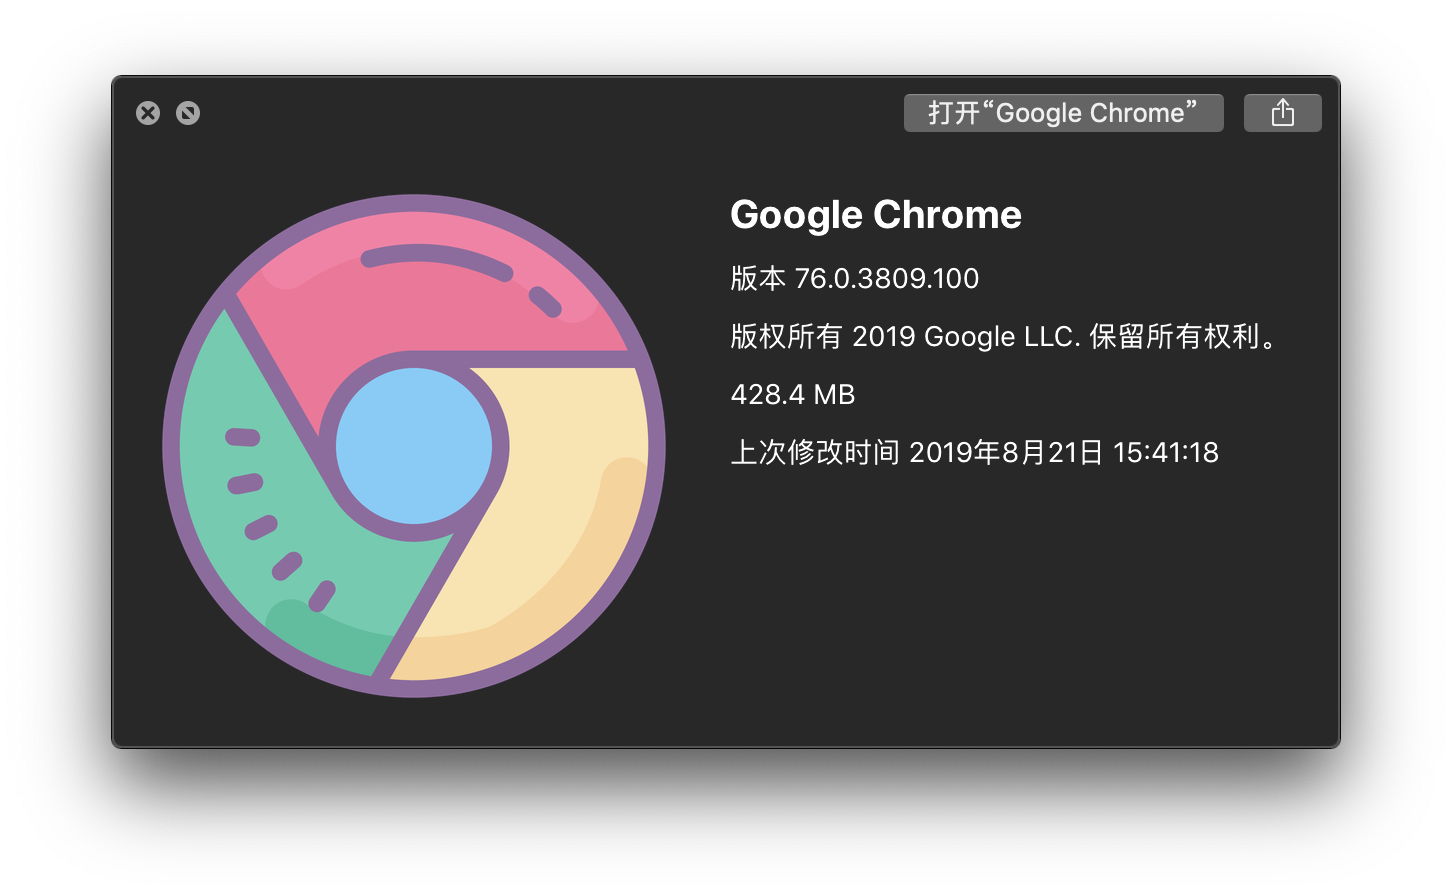 打开“Google Chrome”
Google Chrome
版本 76.0.3809.100
版权所有 2019 Google LLC. 保留所有权利。
428.4 MB
上次修改时间 2019年8月21日 15:41:18